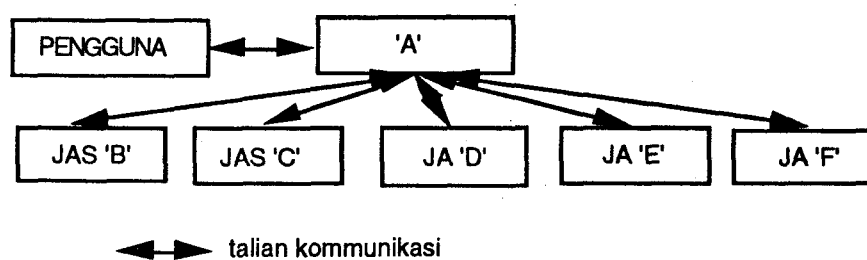 PENGGUNA
'A'
JAS 'B'
JAS 'C'
JA 'D'
JA 'E'
JA 'F'
talian kommunikasi